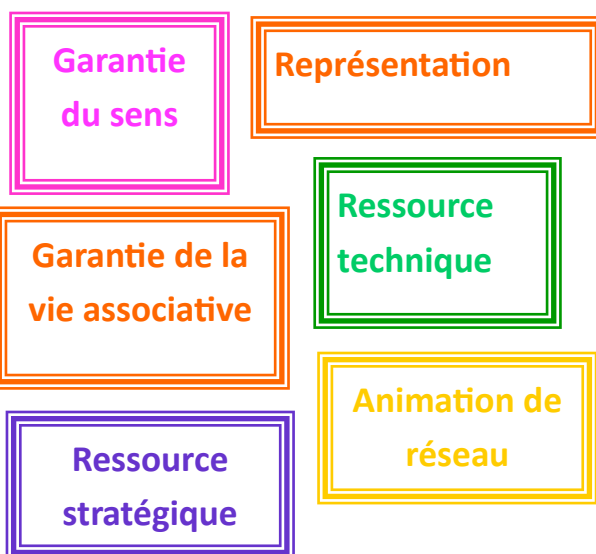 Garantie
du sens
Représentation
Ressource
technique
Garantie de la
vie associative
Animation de
réseau
Ressource
stratégique